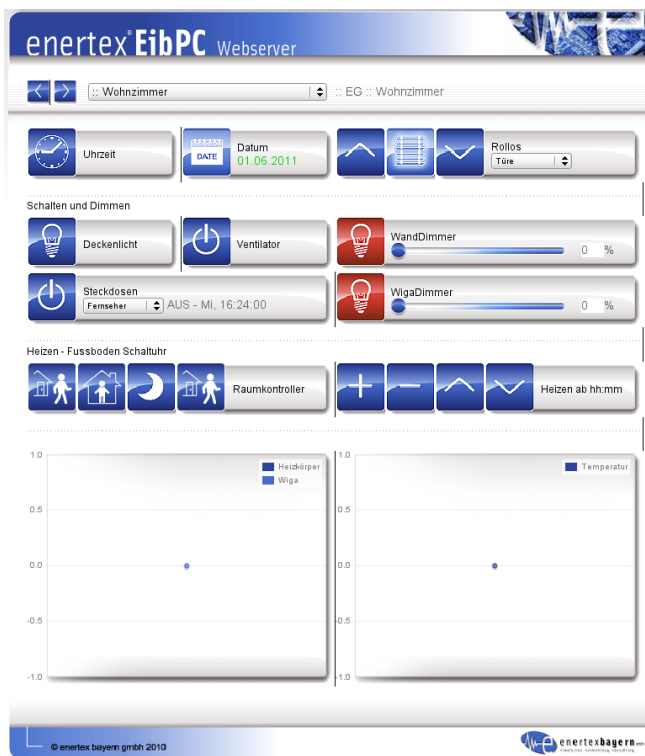 enertex® EibPC Webserver
:: Wohnzimmer
:: EG :: Wohnzimmer
Uhrzeit
DATE
Datum
01.06.2011
Rollos
Türe
Schalten und Dimmen
Deckenlicht
Ventilator
WandDimmer
0 %
Steckdosen
Fernseher
AUS - Mi, 16:24:00
WigaDimmer
0 %
Heizen - Fussboden Schaltuhr
Raumkontroller
Heizen ab hh:mm
1.0
0.5
0.0
-0.5
-1.0
Heizkörper
Wiga
1.0
0.5
0.0
-0.5
-1.0
Temperatur
© enertex bayern gmbh 2010
enertexbayern